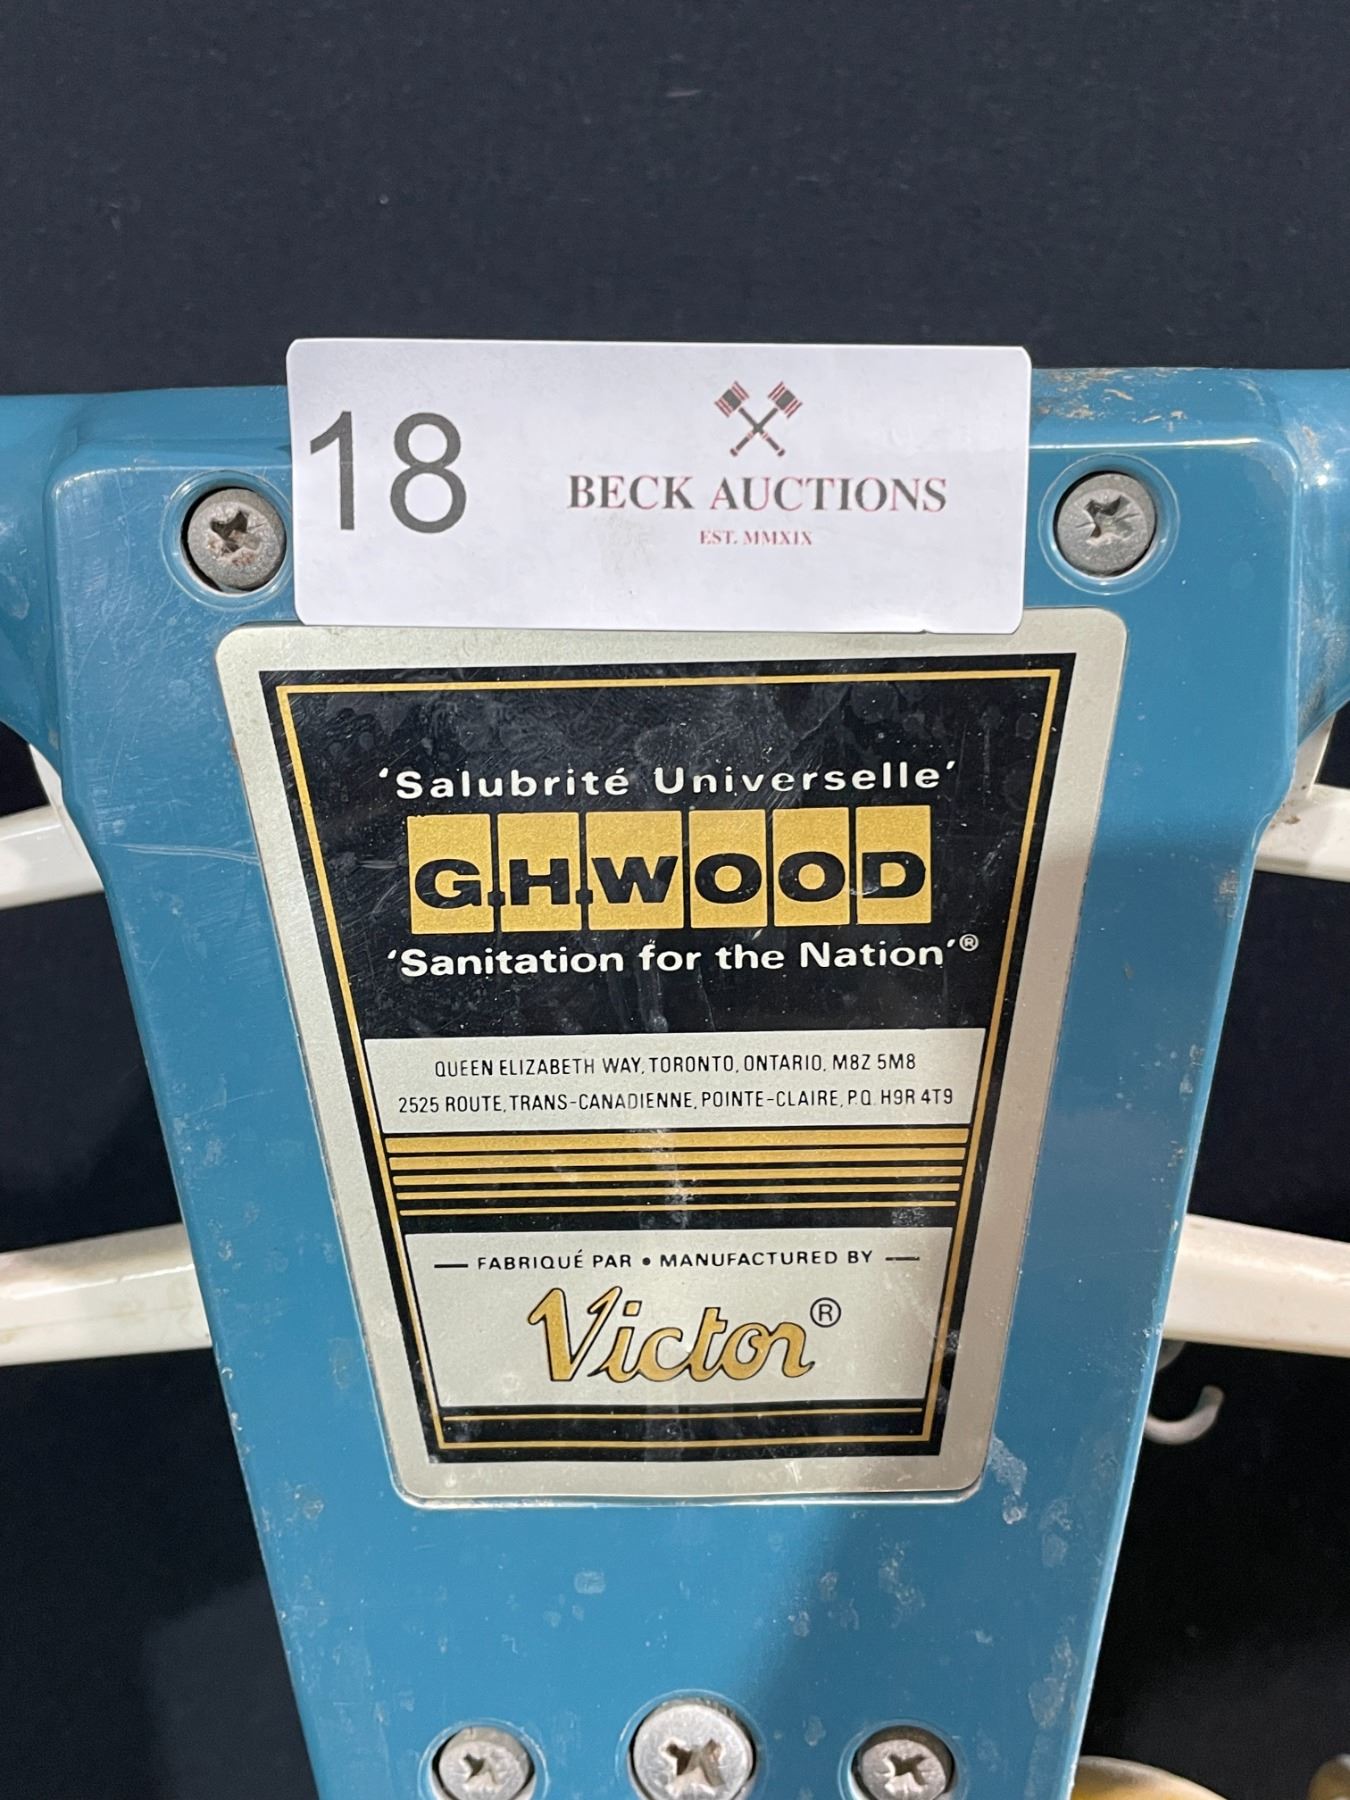 18
BECK AUCTIONS
EST. MMXIX
'Salubrité Universelle'
G.H.WOOD
'Sanitation for the Nation'®
QUEEN ELIZABETH WAY, TORONTO, ONTARIO, M8Z 5M8
2525 ROUTE, TRANS-CANADIENNE, POINTE-CLAIRE, P.Q. H9R 4T9
FABRIQUÉ PAR • MANUFACTURED BY
Victor®